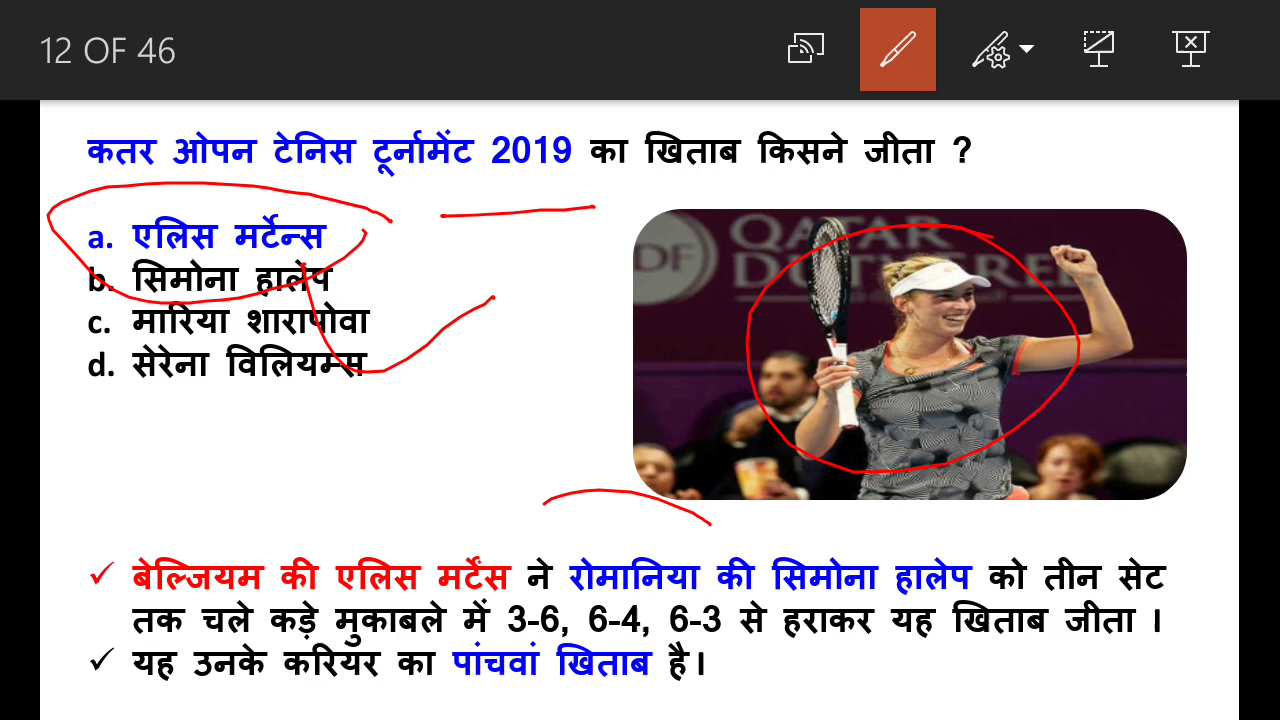 12 OF 46
कतर ओपन टेनिस टूर्नामेंट 2019 का खिताब किसने जीता ?
a. एलिस मर्टेन्स
b. सिमोना हालेप
c. मारिया शारापोवा
d. सेरेना विलियम्स
QATAR
DF
✓ बेल्जियम की एलिस मर्टेंस ने रोमानिया की सिमोना हालेप को तीन सेट
तक चले कड़े मुकाबले में 3-6, 6-4, 6-3 से हराकर यह खिताब जीता ।
✓ यह उनके करियर का पांचवां खिताब है।